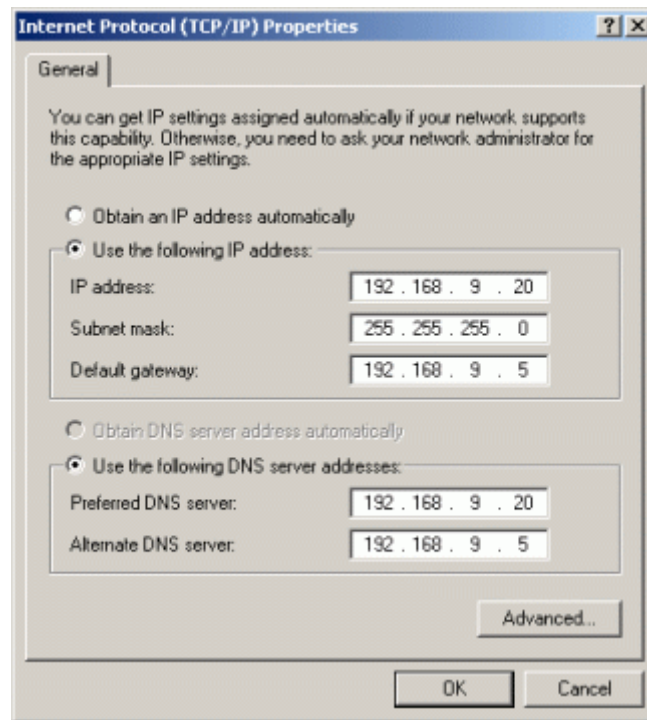 Internet Protocol (TCP/IP) Properties
General
You can get IP settings assigned automatically if your network supports
this capability. Otherwise, you need to ask your network administrator for
the appropriate IP settings.
Obtain an IP address automatically
Use the following IP address:
IP address: 192 . 168 . 9 . 20
Subnet mask: 255 . 255 . 255 . 0
Default gateway: 192 . 168 . 9 . 5
Obtain DNS server address automatically
Use the following DNS server addresses:
Preferred DNS server: 192 . 168 . 9 . 20
Alternate DNS server: 192 . 168 . 9 . 5
Advanced...
OK Cancel